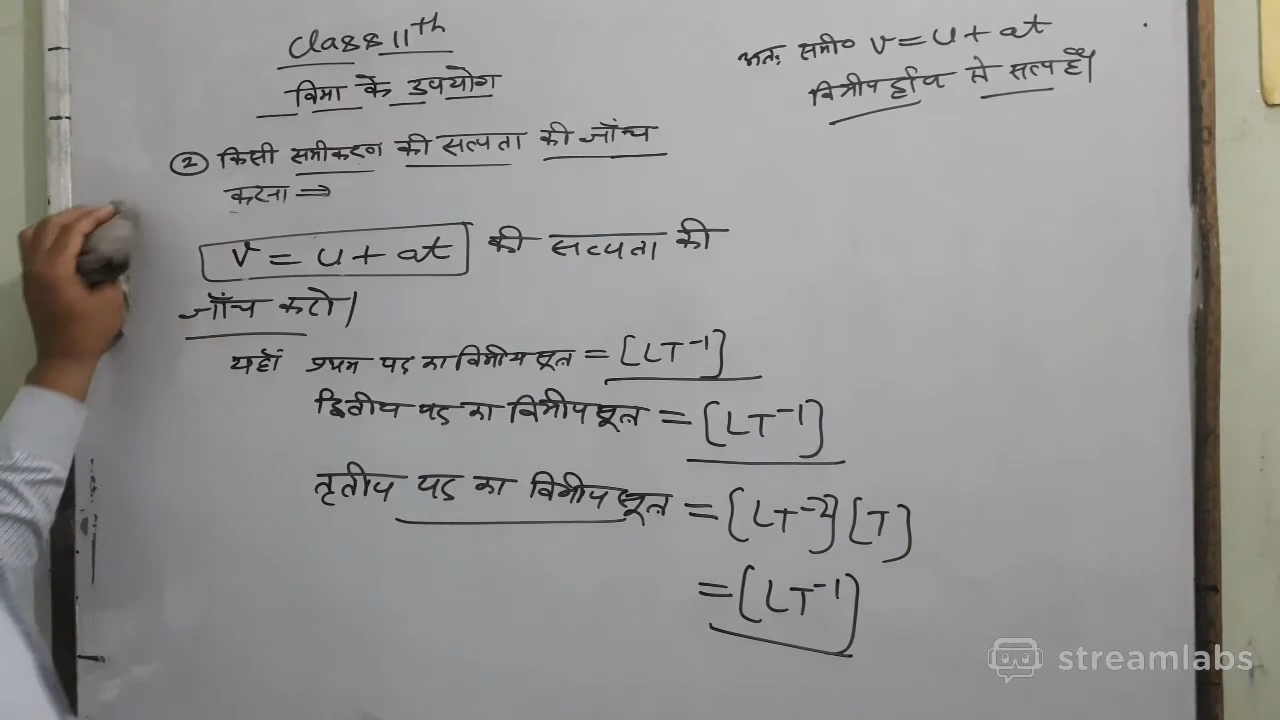 Class 11th
विमा के उपयोग
② किसी समीकरण की सत्यता की जाँच
करना ⇒
v = u + at की सत्यता की
जाँच करो।
यहाँ प्रथम पद का विमीय सूत्र = [LT⁻¹]
द्वितीय पद का विमीय सूत्र = [LT⁻¹]
तृतीय पद का विमीय सूत्र = [LT⁻²] [T]
= [LT⁻¹]
अतः समी० v = u + at
विमीय से सत्य है।
streamlabs